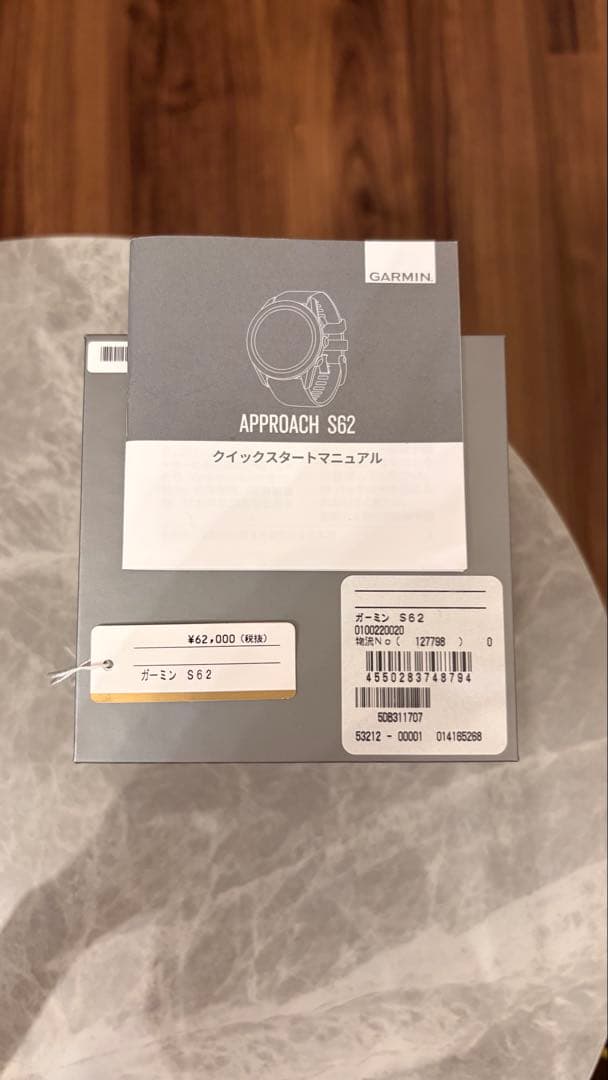 GARMIN.
APPROACH S62
クイックスタートマニュアル
¥62,000 (税抜)
ガーミン S62
ガーミン S62
0100220020
物流No( 127798 ) 0
4550283748794
5DB311707
53212 - 00001 014165268